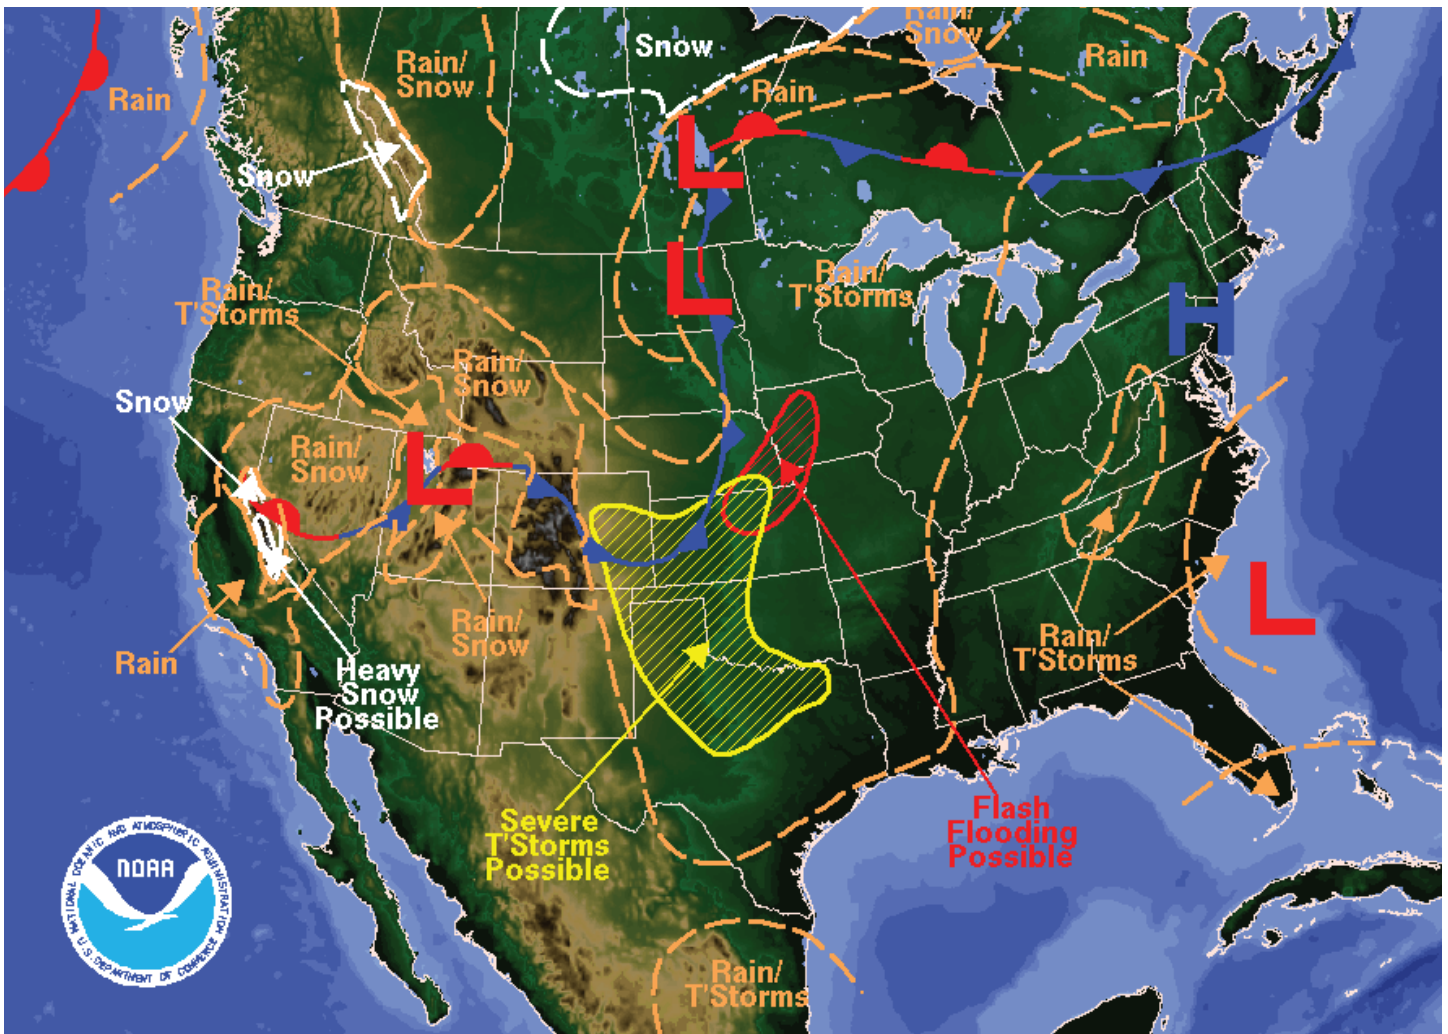 Rain/
Snow
Snow
Rain/
Snow
Rain
Rain
Rain
Snow
Rain/
T'Storms
Rain/
T'Storms
H
L
L
Rain/
Snow
Snow
Rain/
Snow
L
Rain
Rain/
Snow
Heavy
Snow
Possible
Rain/
T'Storms
L
Severe
T'Storms
Possible
Flash
Flooding
Possible
Rain/
T'Storms
NATIONAL OCEANIC AND ATMOSPHERIC ADMINISTRATION
NOAA
U.S. DEPARTMENT OF COMMERCE